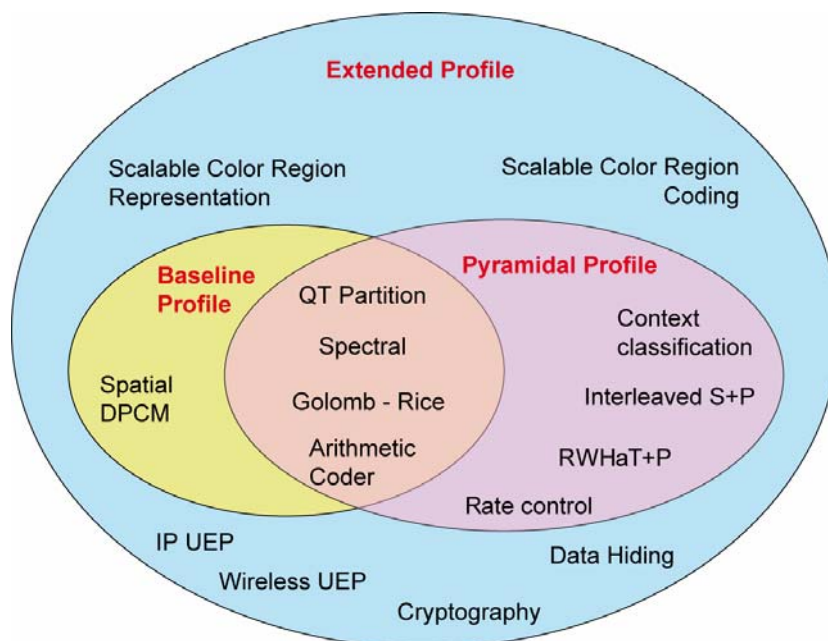 Extended Profile
Scalable Color Region
Representation
Scalable Color Region
Coding
Baseline
Profile
Pyramidal Profile
QT Partition
Spectral
Golomb - Rice
Arithmetic
Coder
Spatial
DPCM
Context
classification
Interleaved S+P
RWHaT+P
Rate control
IP UEP
Wireless UEP
Cryptography
Data Hiding